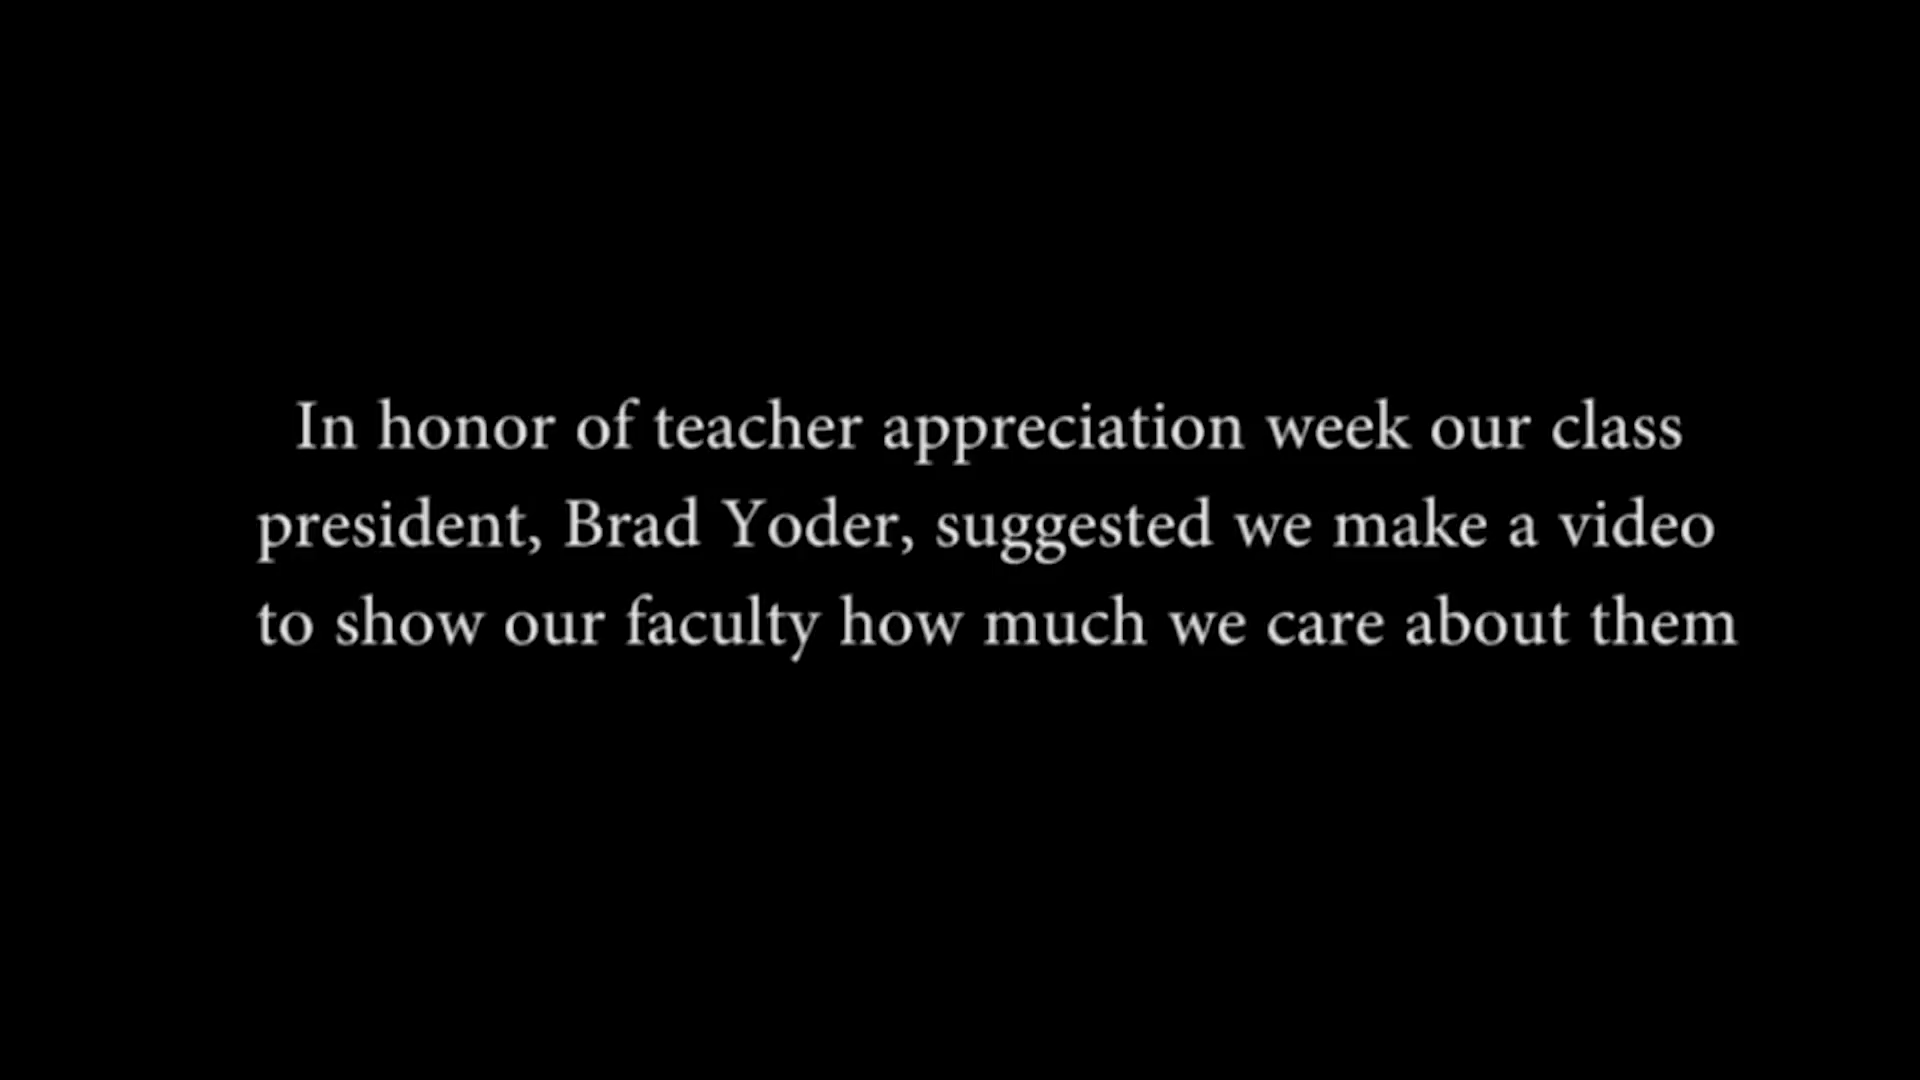 In honor of teacher appreciation week our class
president, Brad Yoder, suggested we make a video
to show our faculty how much we care about them